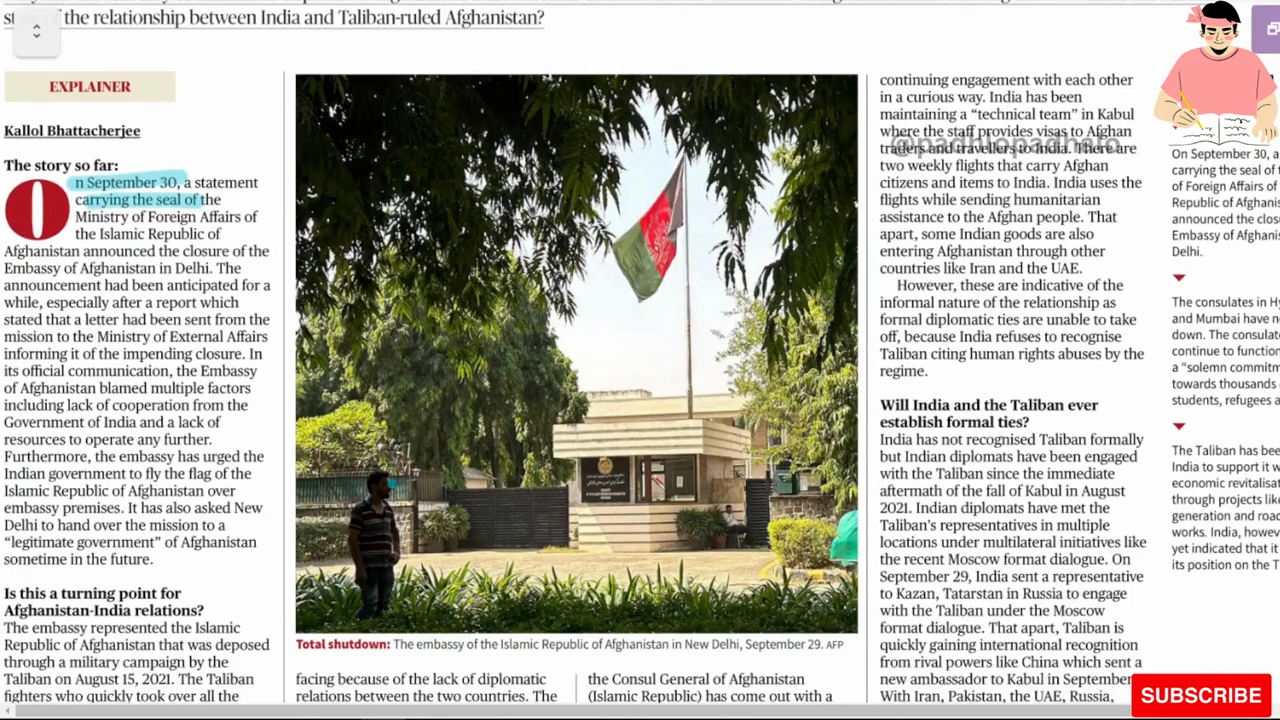 state of the relationship between India and Taliban-ruled Afghanistan?
EXPLAINER
Kallol Bhattacherjee
The story so far:
On September 30, a statement
carrying the seal of the
Ministry of Foreign Affairs of
the Islamic Republic of
Afghanistan announced the closure of the
Embassy of Afghanistan in Delhi. The
announcement had been anticipated for a
while, especially after a report which
stated that a letter had been sent from the
mission to the Ministry of External Affairs
informing it of the impending closure. In
its official communication, the Embassy
of Afghanistan blamed multiple factors
including lack of cooperation from the
Government of India and a lack of
resources to operate any further.
Furthermore, the embassy has urged the
Indian government to fly the flag of the
Islamic Republic of Afghanistan over
embassy premises. It has also asked New
Delhi to hand over the mission to a
“legitimate government” of Afghanistan
sometime in the future.
Is this a turning point for
Afghanistan-India relations?
The embassy represented the Islamic
Republic of Afghanistan that was deposed
through a military campaign by the
Taliban on August 15, 2021. The Taliban
fighters who quickly took over all the
Total shutdown: The embassy of the Islamic Republic of Afghanistan in New Delhi, September 29. AFP
facing because of the lack of diplomatic
relations between the two countries. The
the Consul General of Afghanistan
(Islamic Republic) has come out with a
continuing engagement with each other
in a curious way. India has been
maintaining a “technical team” in Kabul
where the staff provides visas to Afghan
traders and travellers to India. There are
two weekly flights that carry Afghan
citizens and items to India. India uses the
flights while sending humanitarian
assistance to the Afghan people. That
apart, some Indian goods are also
entering Afghanistan through other
countries like Iran and the UAE.
However, these are indicative of the
informal nature of the relationship as
formal diplomatic ties are unable to take
off, because India refuses to recognise
Taliban citing human rights abuses by the
regime.
Will India and the Taliban ever
establish formal ties?
India has not recognised Taliban formally
but Indian diplomats have been engaged
with the Taliban since the immediate
aftermath of the fall of Kabul in August
2021. Indian diplomats have met the
Taliban’s representatives in multiple
locations under multilateral initiatives like
the recent Moscow format dialogue. On
September 29, India sent a representative
to Kazan, Tatarstan in Russia to engage
with the Taliban under the Moscow
format dialogue. That apart, Taliban is
quickly gaining international recognition
from rival powers like China which sent a
new ambassador to Kabul in September.
With Iran, Pakistan, the UAE, Russia,
@padhlopadhalo
On September 30, a
carrying the seal of
of Foreign Affairs of
Republic of
announced the
Embassy of
Delhi.
The consulates in
and Mumbai have
down. The
continue to
a “solemn
towards thousands
students, refugees
The Taliban has
India to support it
economic
through projects
generation and
works. India,
yet indicated that it
its position on the
SUBSCRIBE